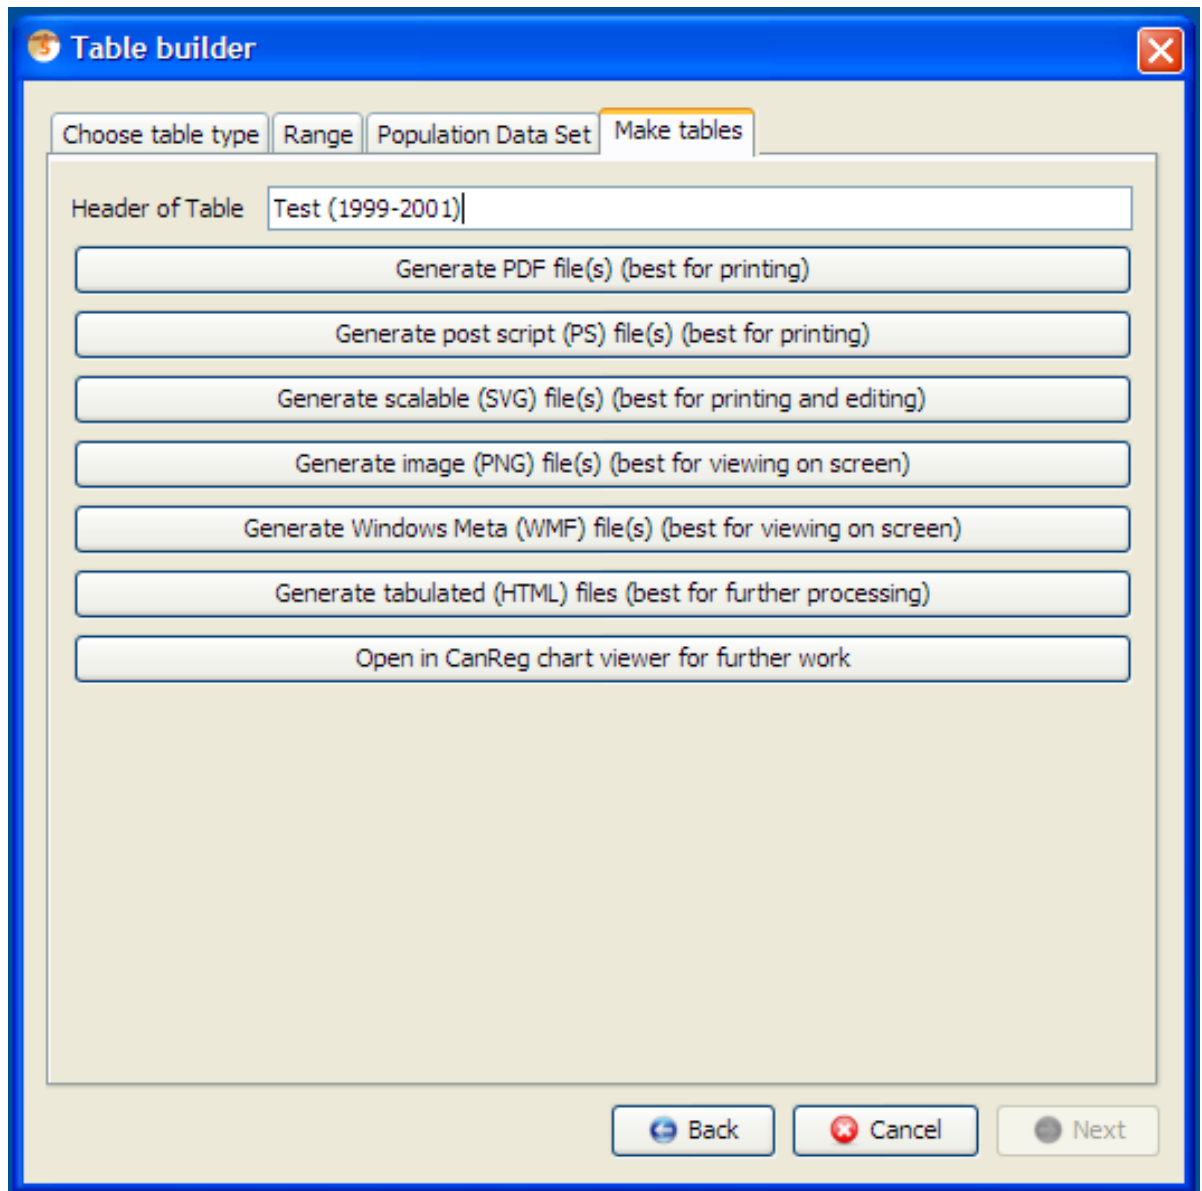 Table builder
Choose table type Range Population Data Set Make tables
Header of Table Test (1999-2001)
Generate PDF file(s) (best for printing)
Generate post script (PS) file(s) (best for printing)
Generate scalable (SVG) file(s) (best for printing and editing)
Generate image (PNG) file(s) (best for viewing on screen)
Generate Windows Meta (WMF) file(s) (best for viewing on screen)
Generate tabulated (HTML) files (best for further processing)
Open in CanReg chart viewer for further work
Back Cancel Next